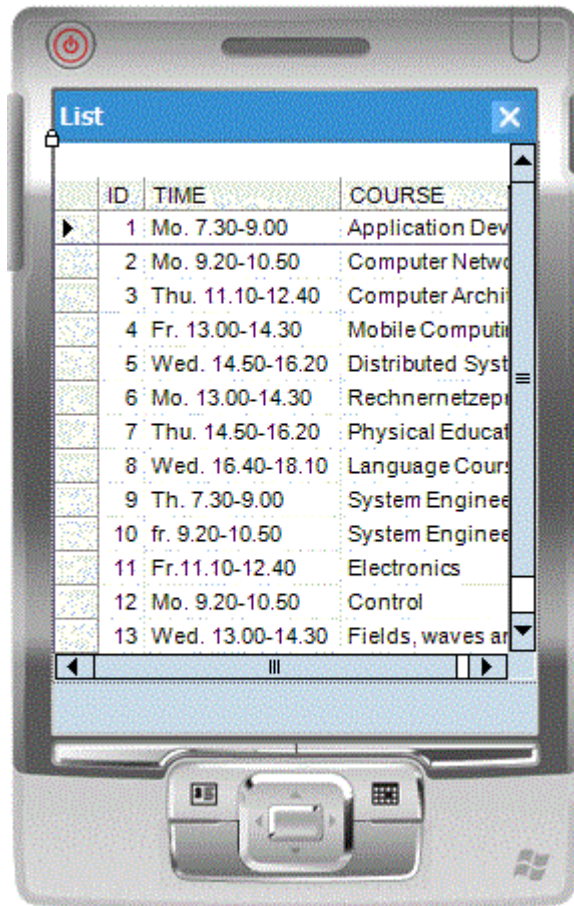 List
ID TIME COURSE
1 Mo. 7.30-9.00 Application Dev
2 Mo. 9.20-10.50 Computer Netwo
3 Thu. 11.10-12.40 Computer Archit
4 Fr. 13.00-14.30 Mobile Computin
5 Wed. 14.50-16.20 Distributed Syst
6 Mo. 13.00-14.30 Rechnernetzepr
7 Thu. 14.50-16.20 Physical Educat
8 Wed. 16.40-18.10 Language Cours
9 Th. 7.30-9.00 System Enginee
10 fr. 9.20-10.50 System Enginee
11 Fr.11.10-12.40 Electronics
12 Mo. 9.20-10.50 Control
13 Wed. 13.00-14.30 Fields, waves ar